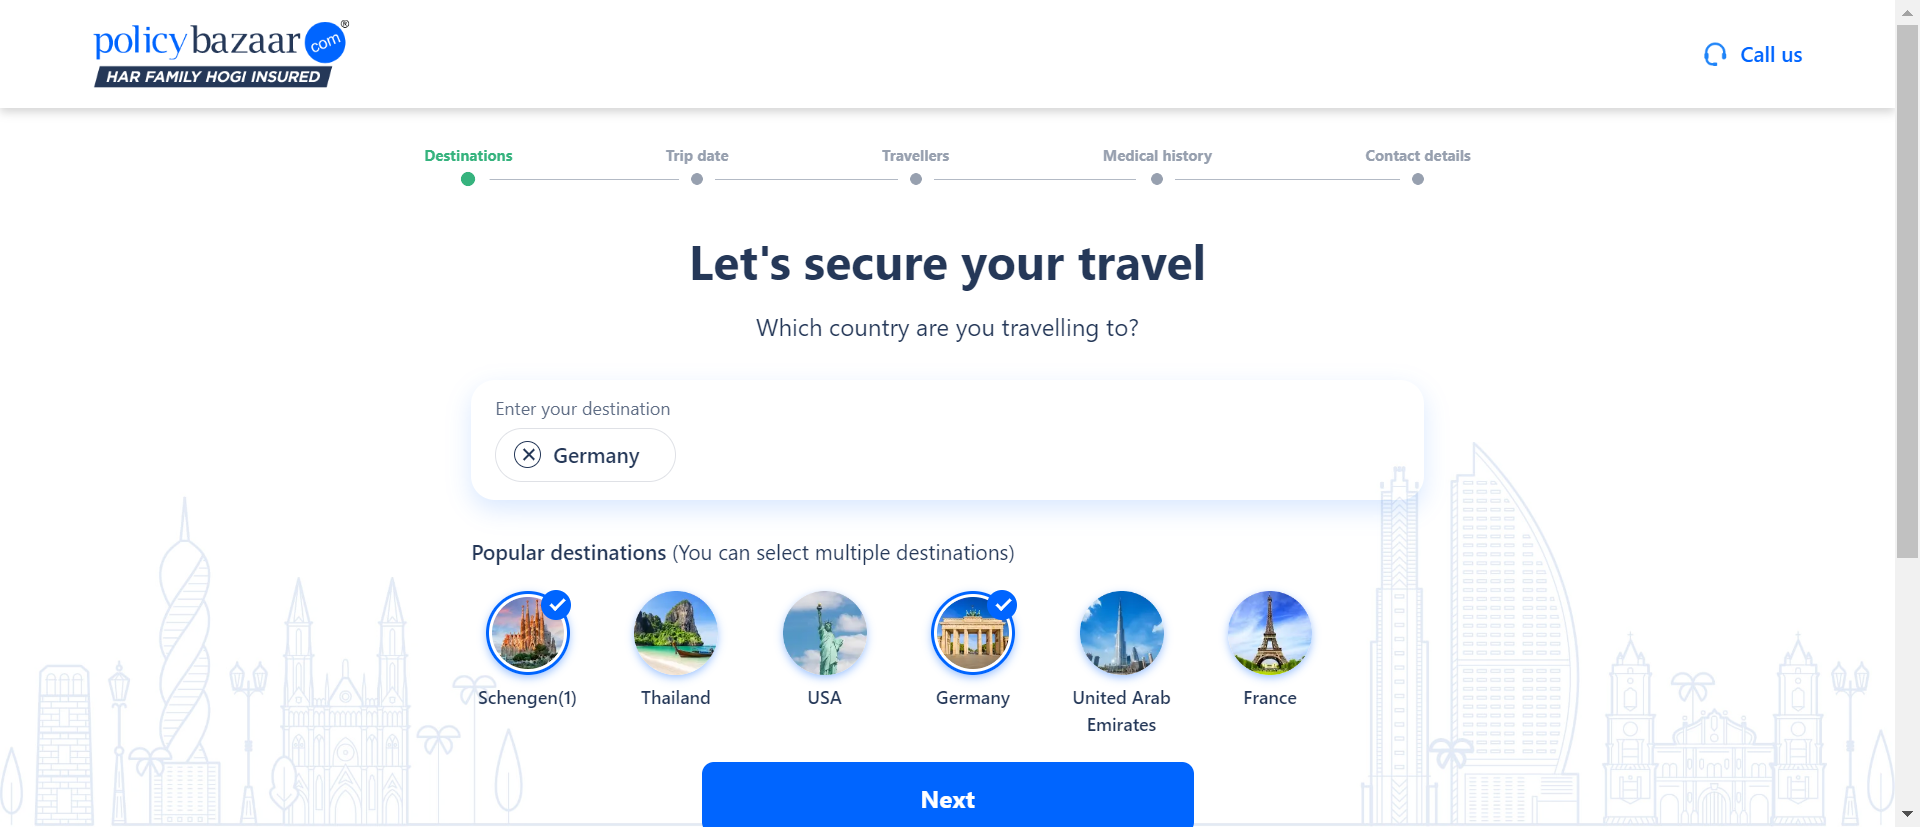 policybazaar com ®
HAR FAMILY HOGI INSURED
Call us
Destinations
Trip date
Travellers
Medical history
Contact details
Let's secure your travel
Which country are you travelling to?
Enter your destination
Germany
Popular destinations (You can select multiple destinations)
Schengen(1)
Thailand
USA
Germany
United Arab
Emirates
France
Next